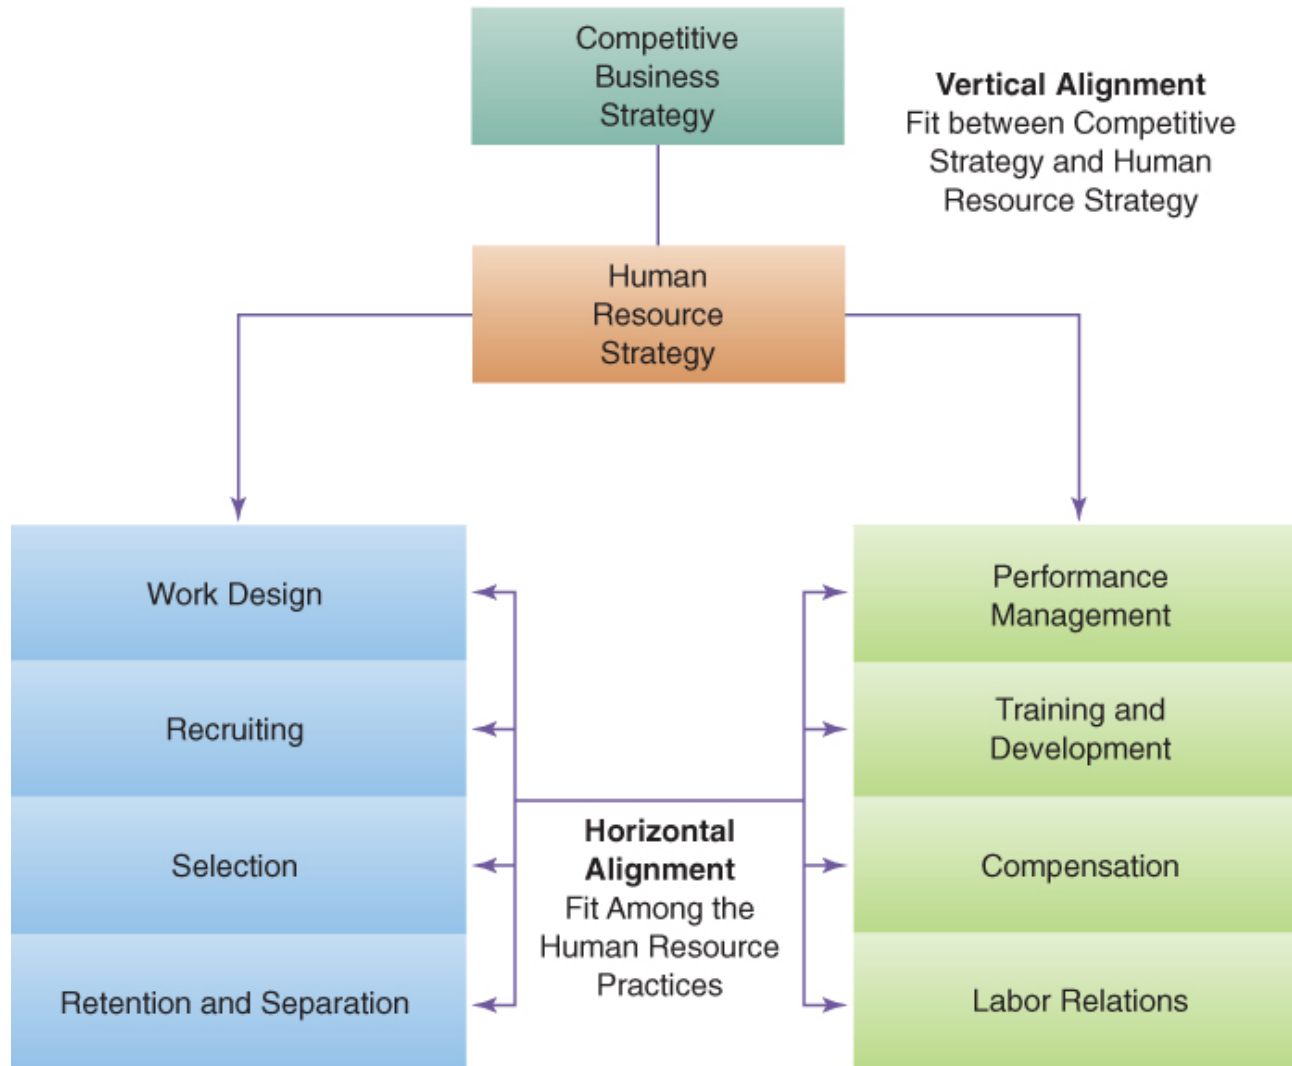 Competitive
Business
Strategy
Vertical Alignment
Fit between Competitive
Strategy and Human
Resource Strategy
Human
Resource
Strategy
Work Design
Recruiting
Selection
Retention and Separation
Horizontal
Alignment
Fit Among the
Human Resource
Practices
Performance
Management
Training and
Development
Compensation
Labor Relations